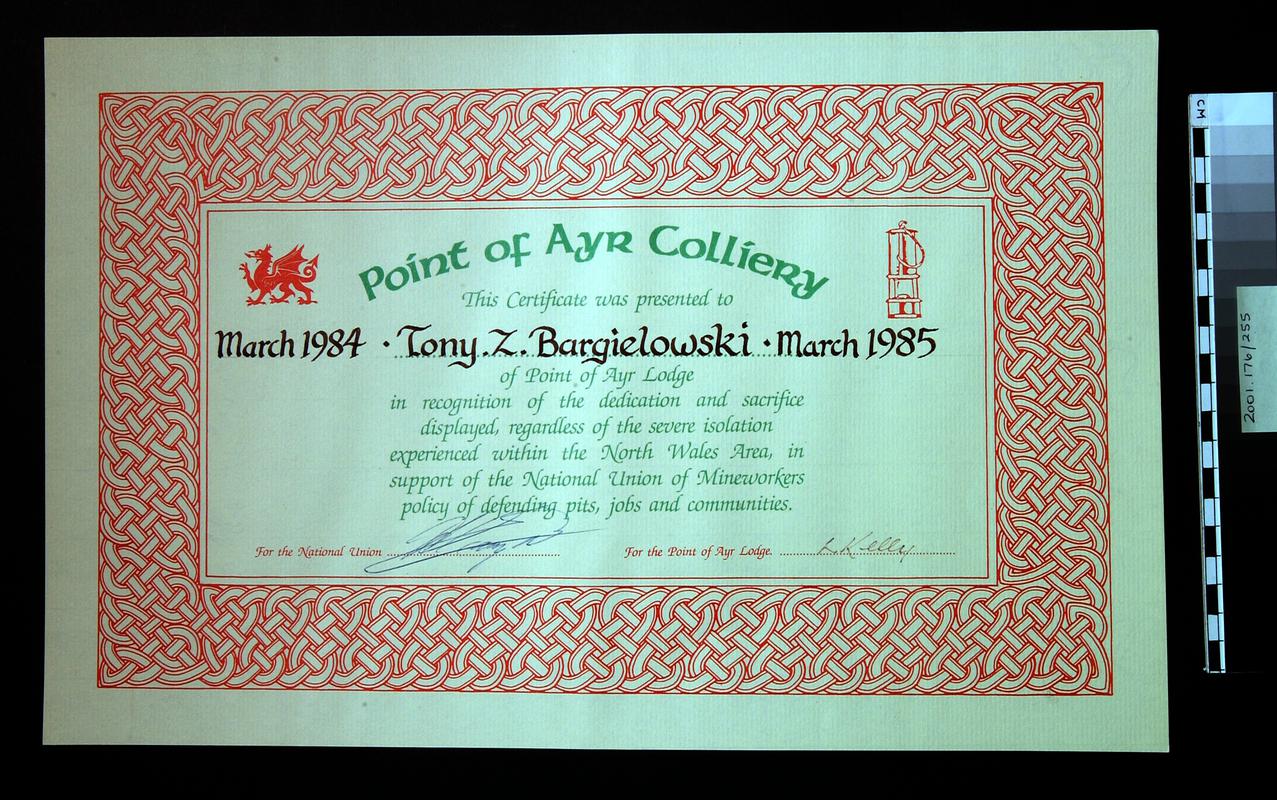 Point of Ayr Colliery
This Certificate was presented to
March 1984 · Tony. Z. Bargielowski · March 1985
of Point of Ayr Lodge
in recognition of the dedication and sacrifice
displayed, regardless of the severe isolation
experienced within the North Wales Area, in
support of the National Union of Mineworkers
policy of defending pits, jobs and communities.
For the National Union
For the Point of Ayr Lodge. L. Kelly
CM
2001.176/255